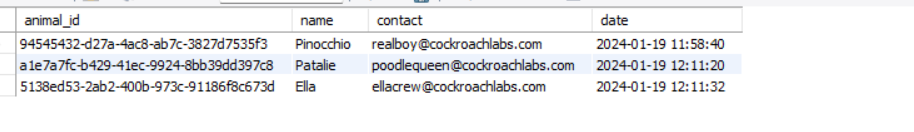 animal_id name contact date
94545432-d27a-4ac8-ab7c-3827d7535f3 Pinocchio realboy@cockroachlabs.com 2024-01-19 11:58:40
a1e7a7fc-b429-41ec-9924-8bb39dd397c8 Patalie poodlequeen@cockroachlabs.com 2024-01-19 12:11:20
5138ed53-2ab2-400b-973c-91186f8c673d Ella ellacrew@cockroachlabs.com 2024-01-19 12:11:32